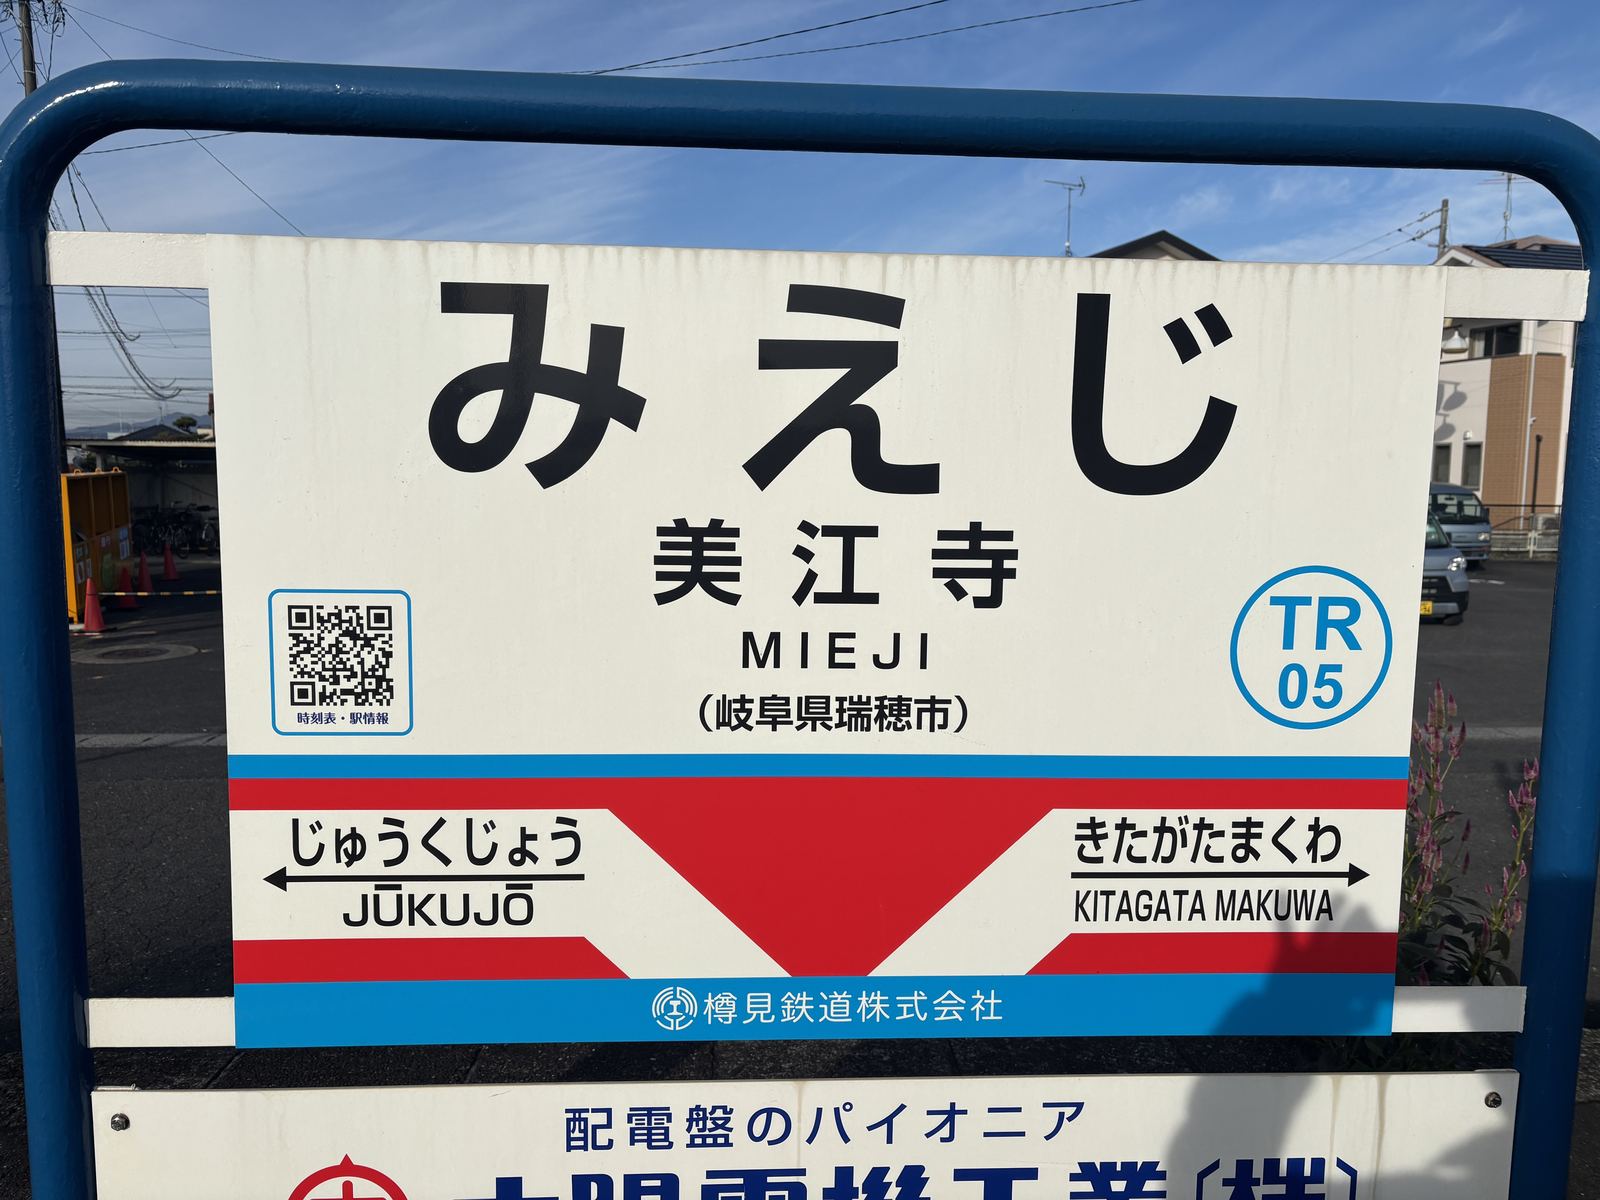 みえじ
美江寺
MIEJI
(岐阜県瑞穂市)
TR
05
時刻表・駅情報
じゅうくじょう
JŪKUJŌ
きたがたまくわ
KITAGATA MAKUWA
樽見鉄道株式会社
配電盤のパイオニア